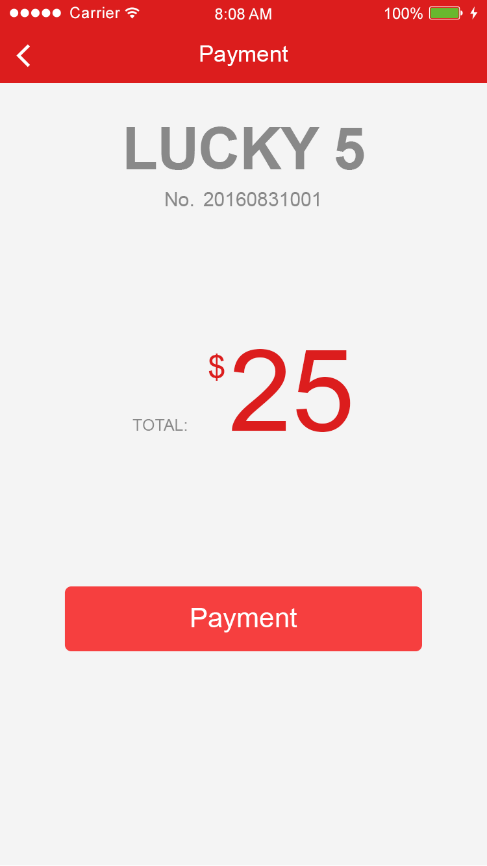 Carrier 8:08 AM 100%
Payment
LUCKY 5
No. 20160831001
TOTAL: $25
Payment